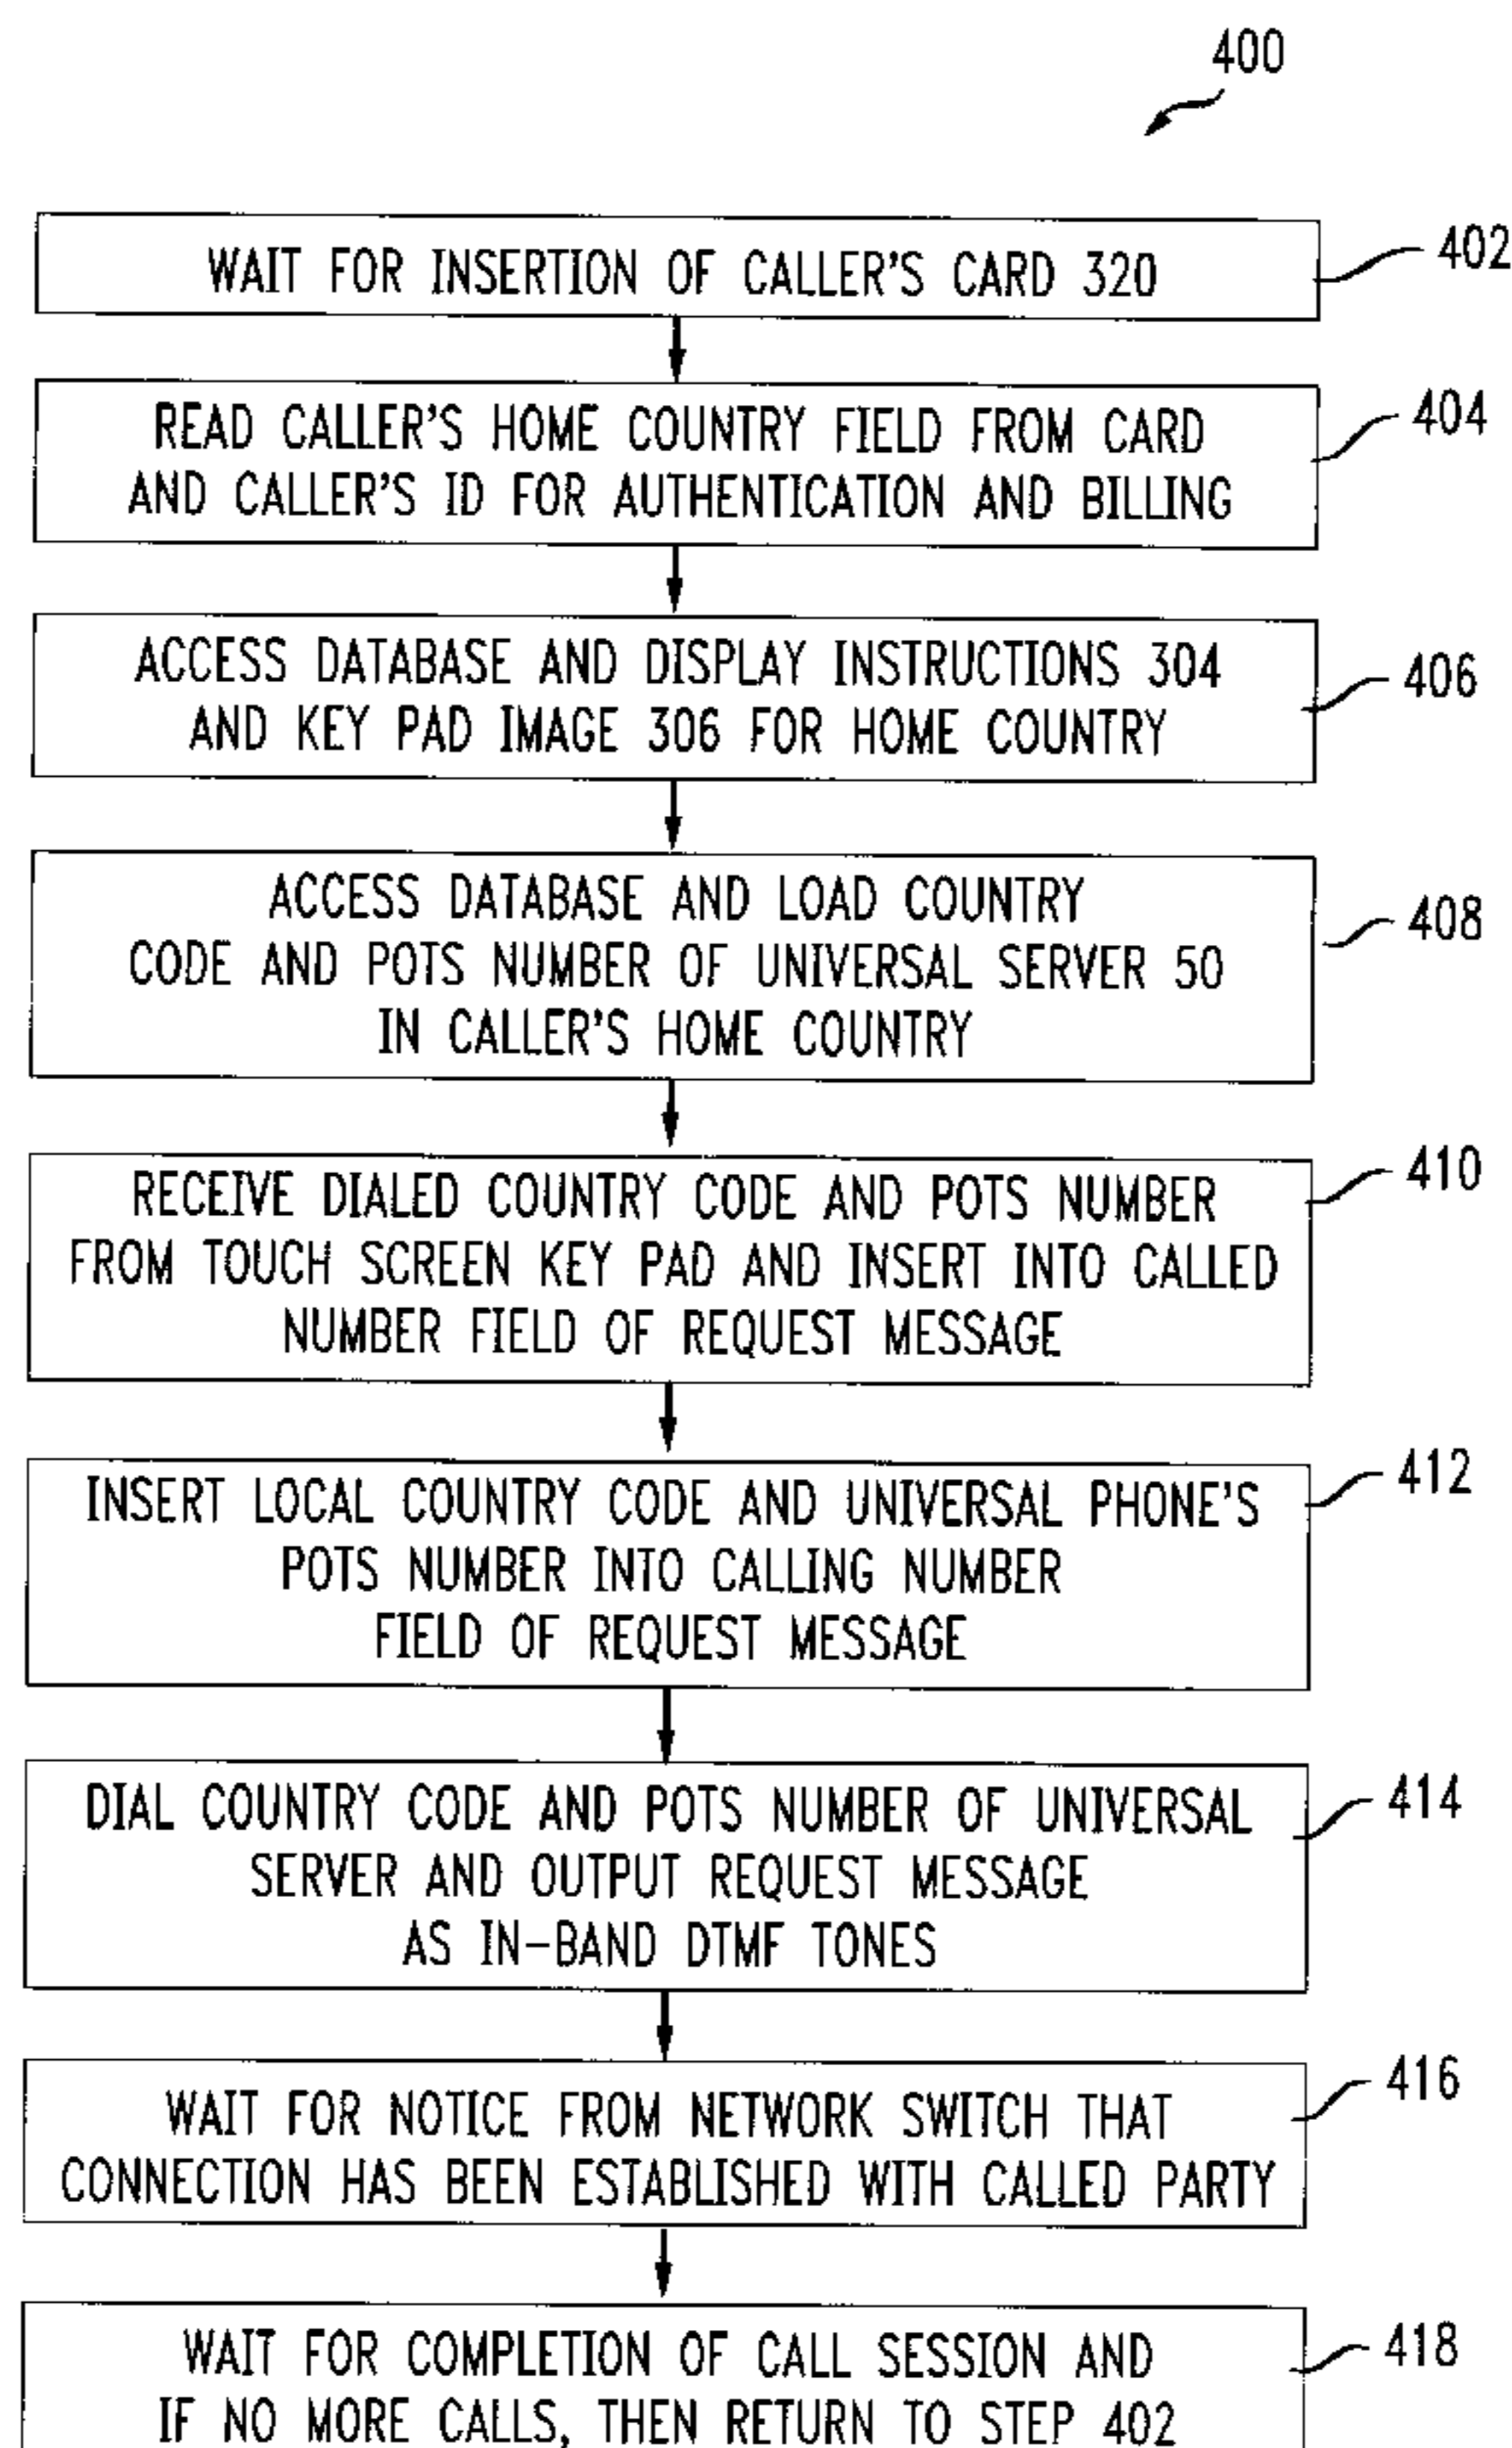 400
WAIT FOR INSERTION OF CALLER'S CARD 320
402
READ CALLER'S HOME COUNTRY FIELD FROM CARD
AND CALLER'S ID FOR AUTHENTICATION AND BILLING
404
ACCESS DATABASE AND DISPLAY INSTRUCTIONS 304
AND KEY PAD IMAGE 306 FOR HOME COUNTRY
406
ACCESS DATABASE AND LOAD COUNTRY
CODE AND POTS NUMBER OF UNIVERSAL SERVER 50
IN CALLER'S HOME COUNTRY
408
RECEIVE DIALED COUNTRY CODE AND POTS NUMBER
FROM TOUCH SCREEN KEY PAD AND INSERT INTO CALLED
NUMBER FIELD OF REQUEST MESSAGE
410
INSERT LOCAL COUNTRY CODE AND UNIVERSAL PHONE'S
POTS NUMBER INTO CALLING NUMBER
FIELD OF REQUEST MESSAGE
412
DIAL COUNTRY CODE AND POTS NUMBER OF UNIVERSAL
SERVER AND OUTPUT REQUEST MESSAGE
AS IN-BAND DTMF TONES
414
WAIT FOR NOTICE FROM NETWORK SWITCH THAT
CONNECTION HAS BEEN ESTABLISHED WITH CALLED PARTY
416
WAIT FOR COMPLETION OF CALL SESSION AND
IF NO MORE CALLS, THEN RETURN TO STEP 402
418